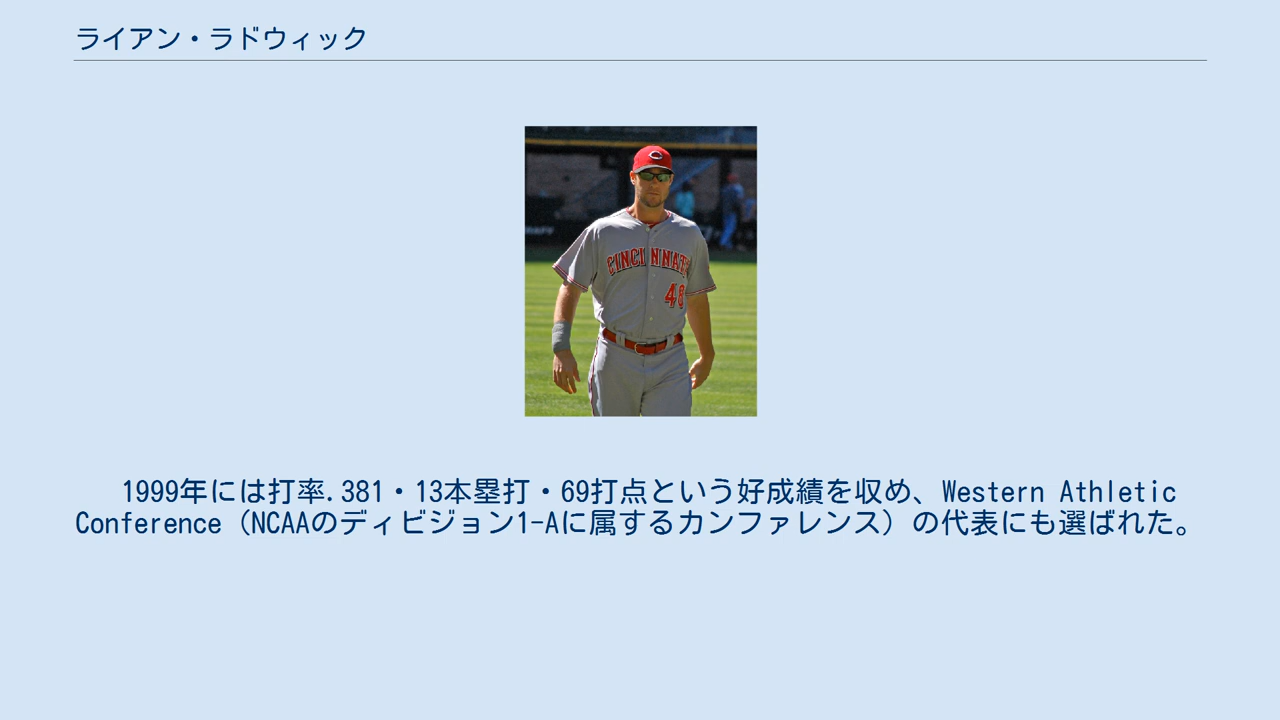 ライアン・ラドウィック
CINCINNATI
48
1999年には打率.381・13本塁打・69打点という好成績を収め、Western Athletic
Conference（NCAAのディビジョン1-Aに属するカンファレンス）の代表にも選ばれた。